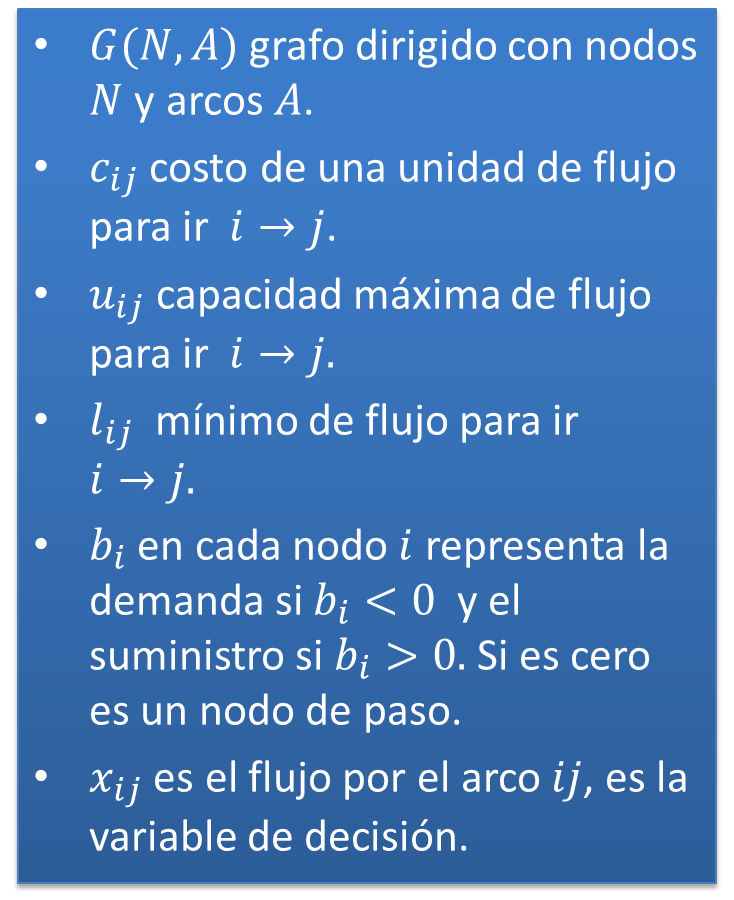 • G(N, A) grafo dirigido con nodos
N y arcos A.
• c_{ij} costo de una unidad de flujo
para ir i → j.
• u_{ij} capacidad máxima de flujo
para ir i → j.
• l_{ij} mínimo de flujo para ir
i → j.
• b_i en cada nodo i representa la
demanda si b_i < 0 y el
suministro si b_i > 0. Si es cero
es un nodo de paso.
• x_{ij} es el flujo por el arco ij, es la
variable de decisión.